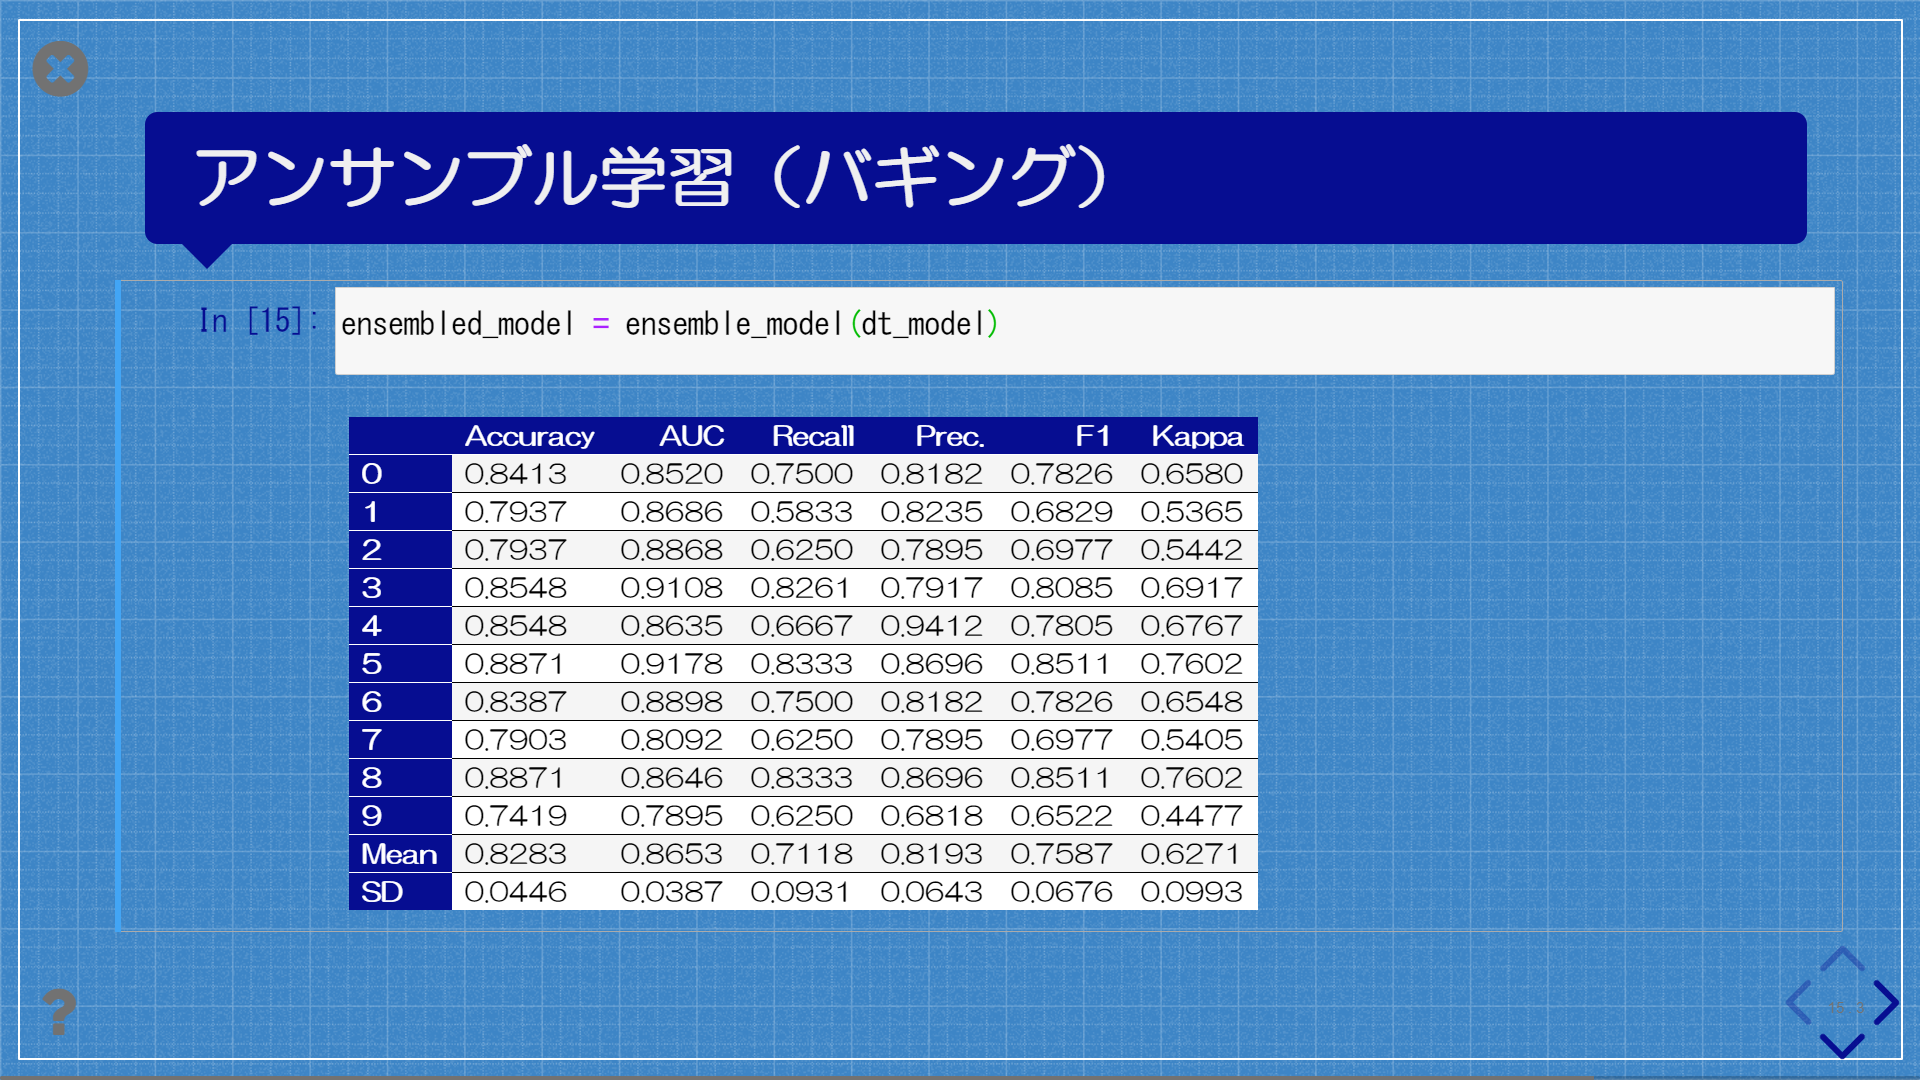 アンサンブル学習（バギング）
In [15]: ensembled_model = ensemble_model(dt_model)
Accuracy AUC Recall Prec. F1 Kappa
0 0.8413 0.8520 0.7500 0.8182 0.7826 0.6580
1 0.7937 0.8686 0.5833 0.8235 0.6829 0.5365
2 0.7937 0.8868 0.6250 0.7895 0.6977 0.5442
3 0.8548 0.9108 0.8261 0.7917 0.8085 0.6917
4 0.8548 0.8635 0.6667 0.9412 0.7805 0.6767
5 0.8871 0.9178 0.8333 0.8696 0.8511 0.7602
6 0.8387 0.8898 0.7500 0.8182 0.7826 0.6548
7 0.7903 0.8092 0.6250 0.7895 0.6977 0.5405
8 0.8871 0.8646 0.8333 0.8696 0.8511 0.7602
9 0.7419 0.7895 0.6250 0.6818 0.6522 0.4477
Mean 0.8283 0.8653 0.7118 0.8193 0.7587 0.6271
SD 0.0446 0.0387 0.0931 0.0643 0.0676 0.0993
?